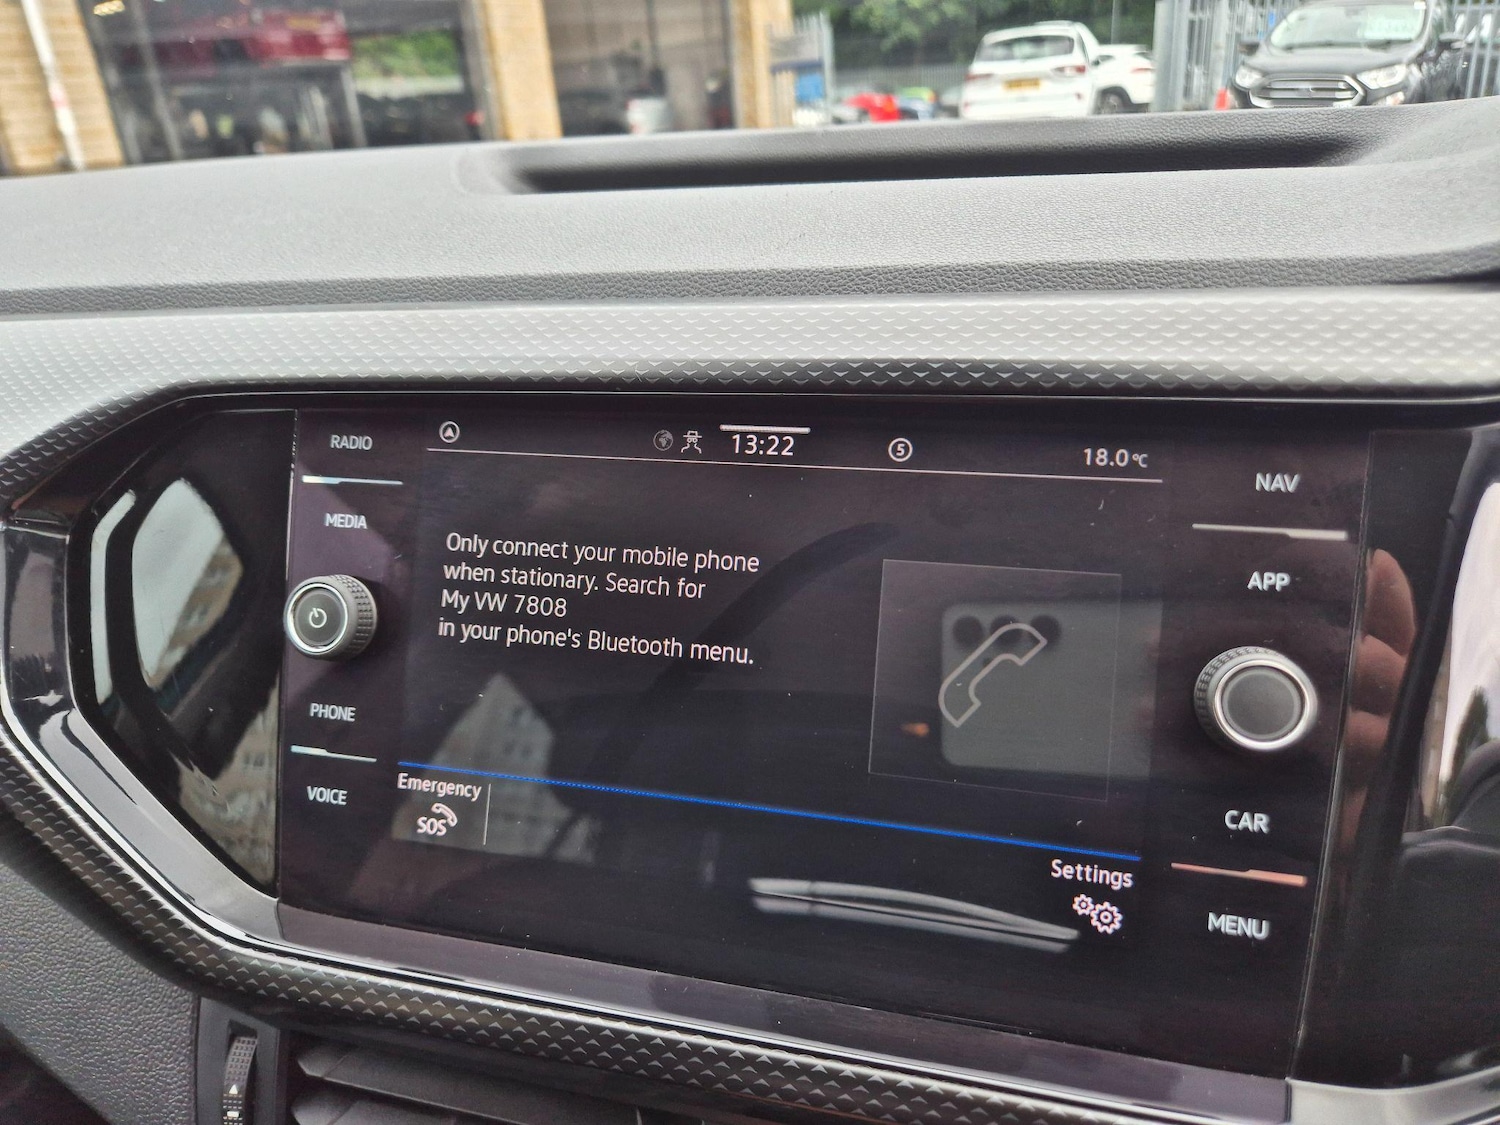 RADIO
MEDIA
PHONE
VOICE
13:22
5
18.0°C
Only connect your mobile phone
when stationary. Search for
My VW 7808
in your phone's Bluetooth menu.
Emergency
SOS
Settings
NAV
APP
CAR
MENU